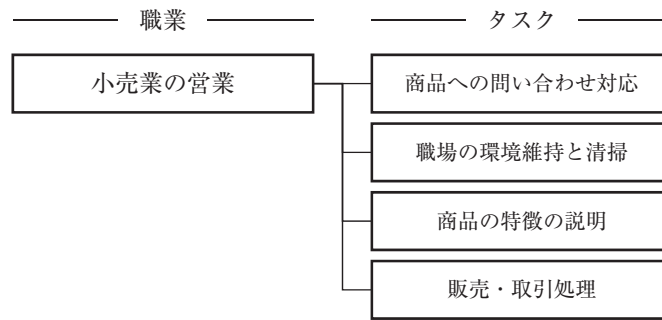 職業
タスク
小売業の営業
商品への問い合わせ対応
職場の環境維持と清掃
商品の特徴の説明
販売・取引処理